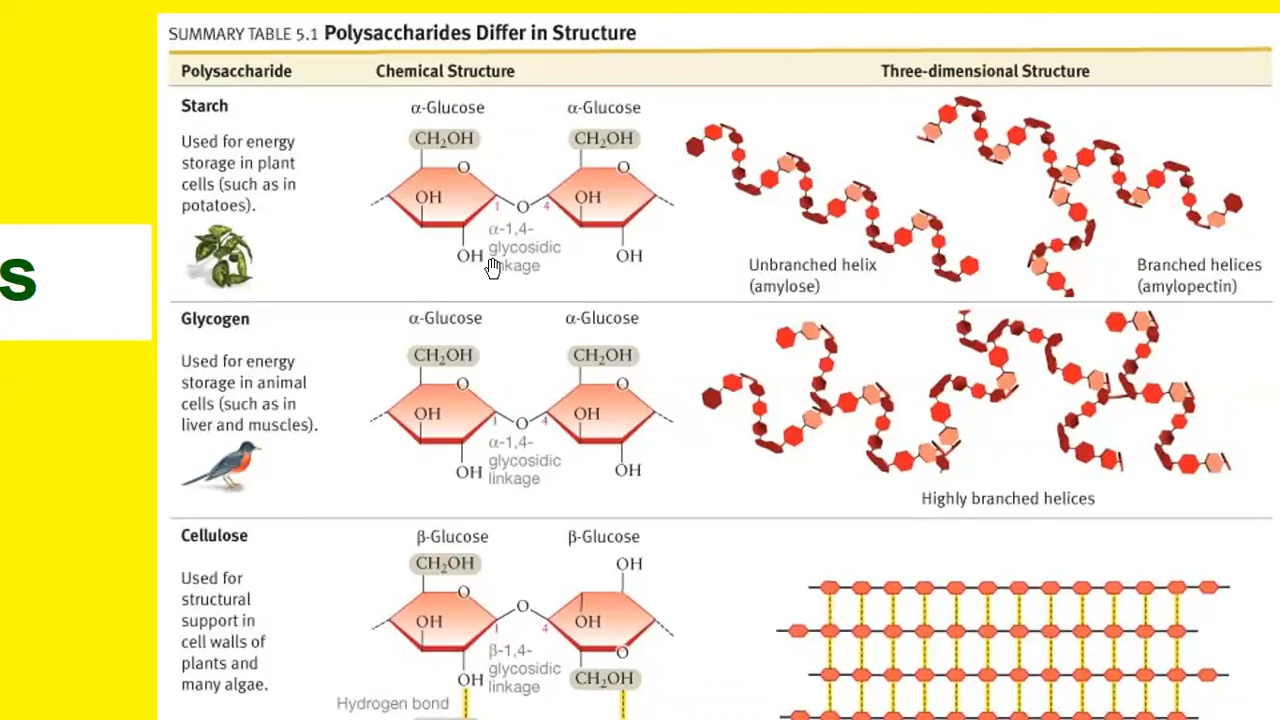 s
SUMMARY TABLE 5.1 Polysaccharides Differ in Structure
Polysaccharide Chemical Structure Three-dimensional Structure
Starch
Used for energy
storage in plant
cells (such as in
potatoes).
α-Glucose α-Glucose
CH₂OH CH₂OH
O O
OH OH
1 O 4
α-1,4-
glycosidic
linkage
OH OH
Unbranched helix
(amylose)
Branched helices
(amylopectin)
Glycogen
Used for energy
storage in animal
cells (such as in
liver and muscles).
α-Glucose α-Glucose
CH₂OH CH₂OH
O O
OH OH
1 O 4
α-1,4-
glycosidic
linkage
OH OH
Highly branched helices
Cellulose
Used for
structural
support in
cell walls of
plants and
many algae.
β-Glucose β-Glucose
CH₂OH OH
O O
OH OH
1 4
β-1,4-
glycosidic
linkage
O
OH CH₂OH
Hydrogen bond